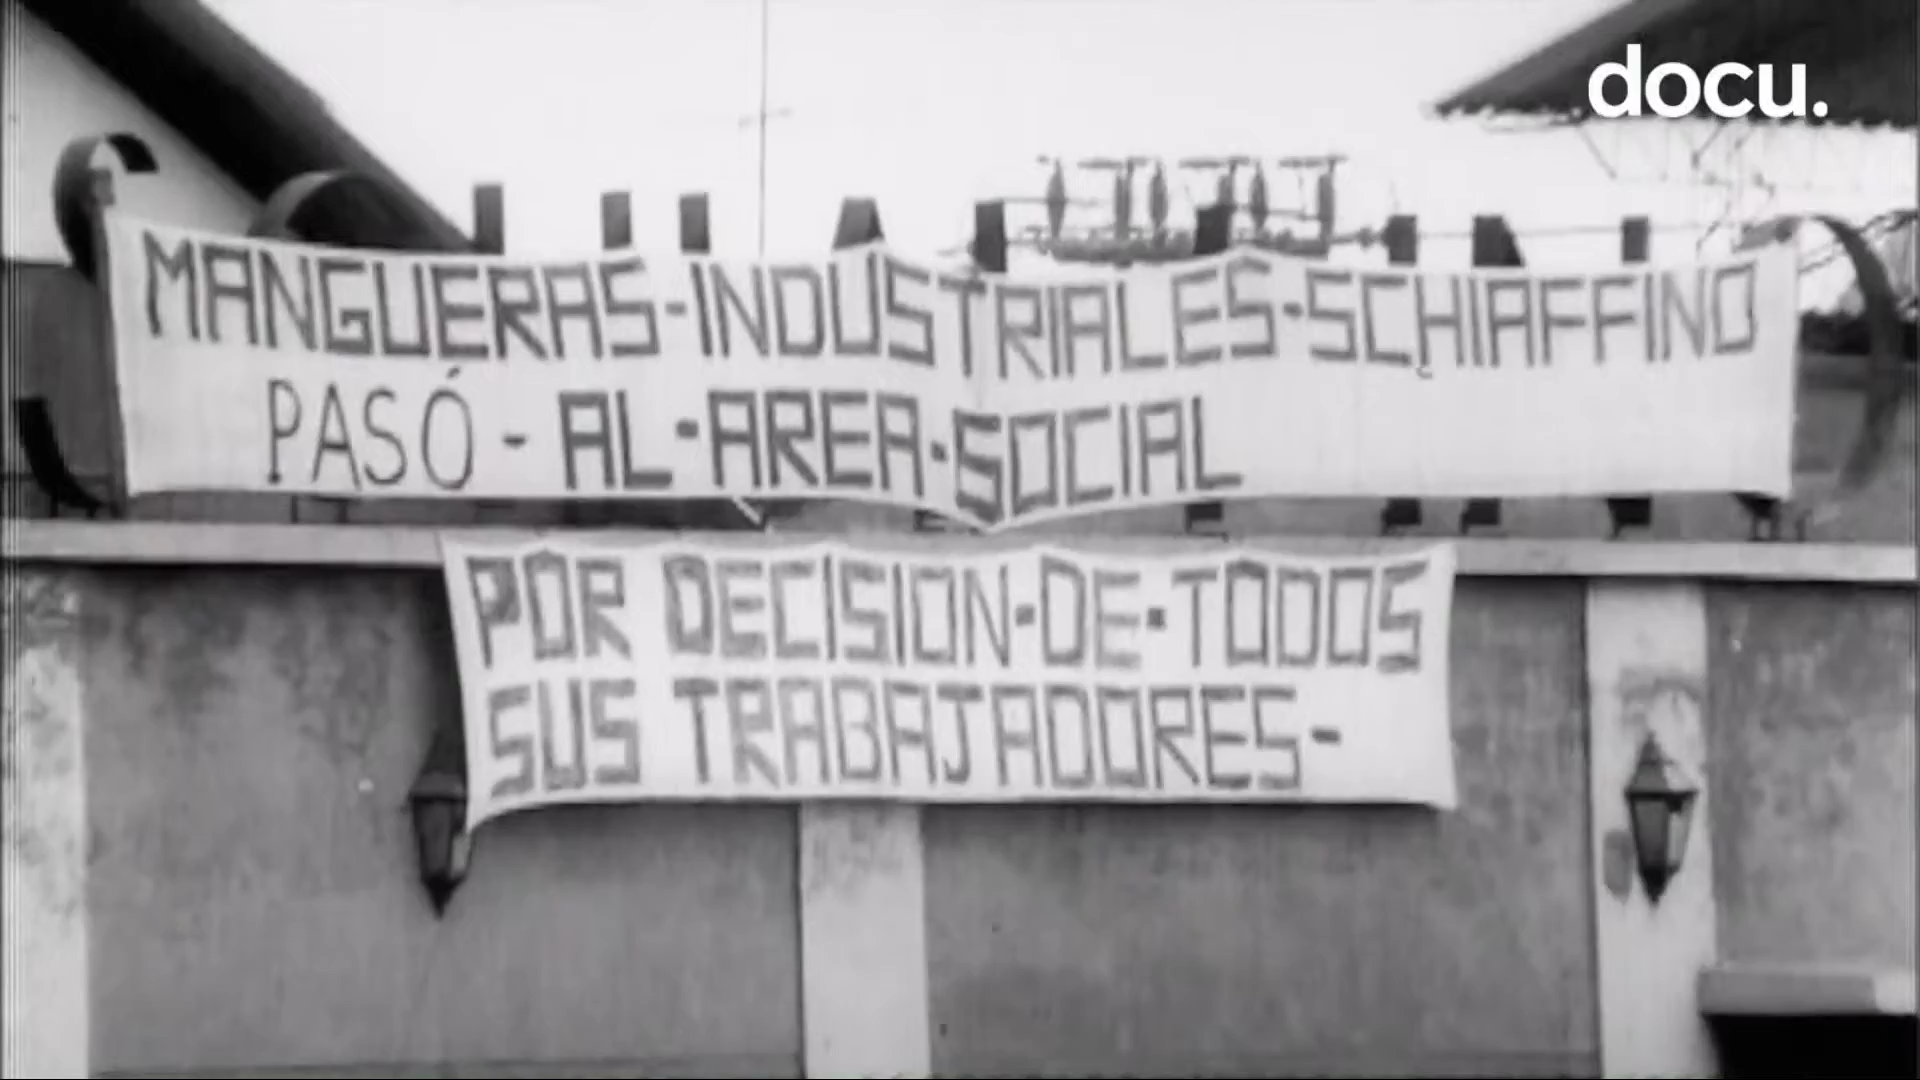 docu.
MANGUERAS-INDUSTRIALES-SCHIAFFINO
PASÓ - AL-AREA-SOCIAL
POR DECISION-DE-TODOS
SUS TRABAJADORES-